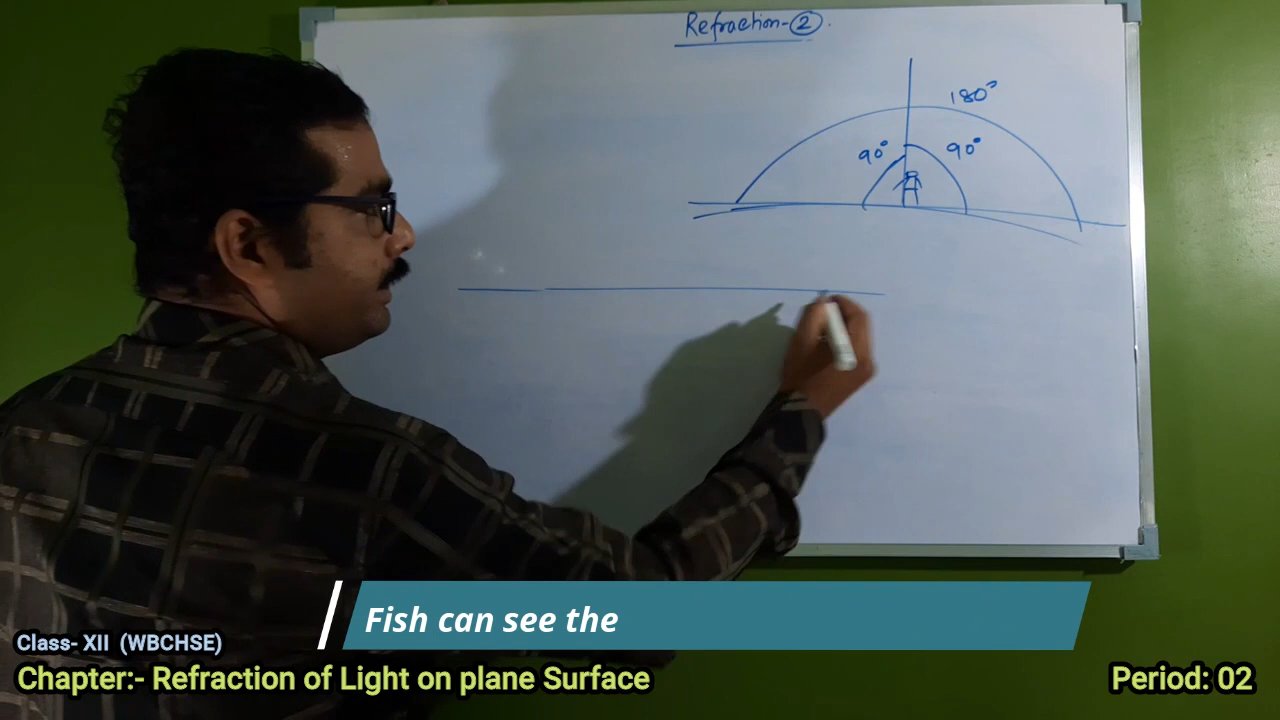 Refraction-②.
180°
90° 90°
Fish can see the
Class- XII (WBCHSE)
Chapter:- Refraction of Light on plane Surface
Period: 02